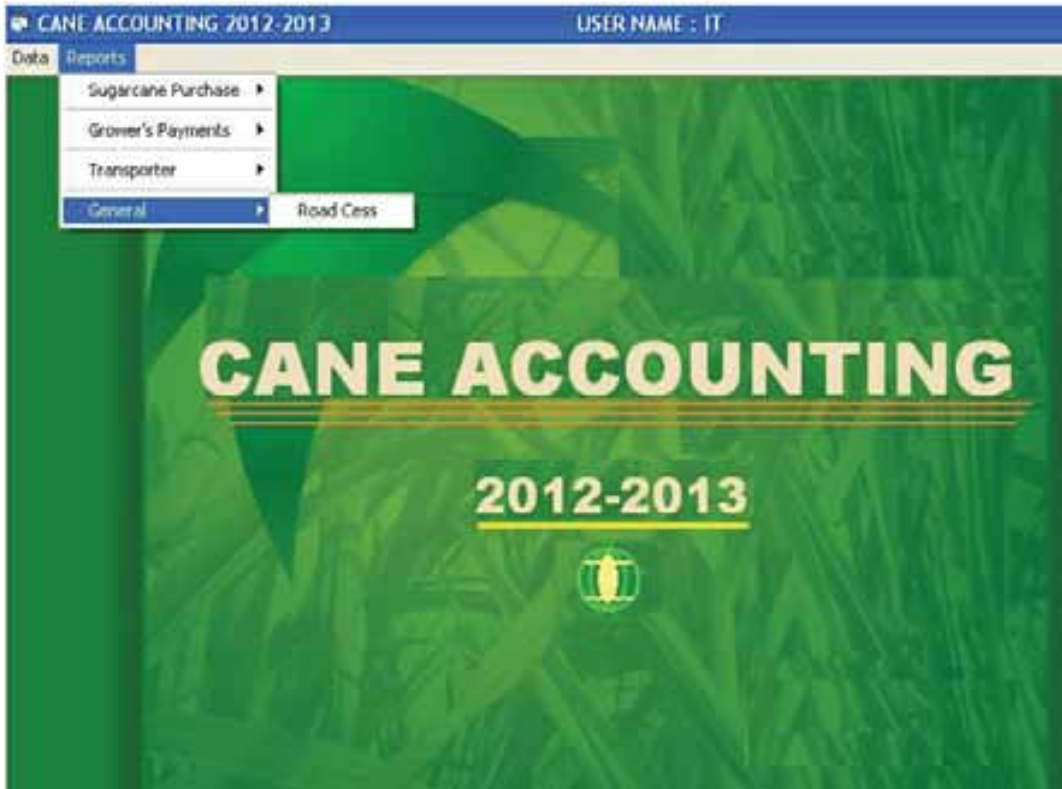 CANE ACCOUNTING 2012-2013 USER NAME : IT
Data Reports
Sugarcane Purchase
Grower's Payments
Transporter
General Road Cess
CANE ACCOUNTING
2012-2013